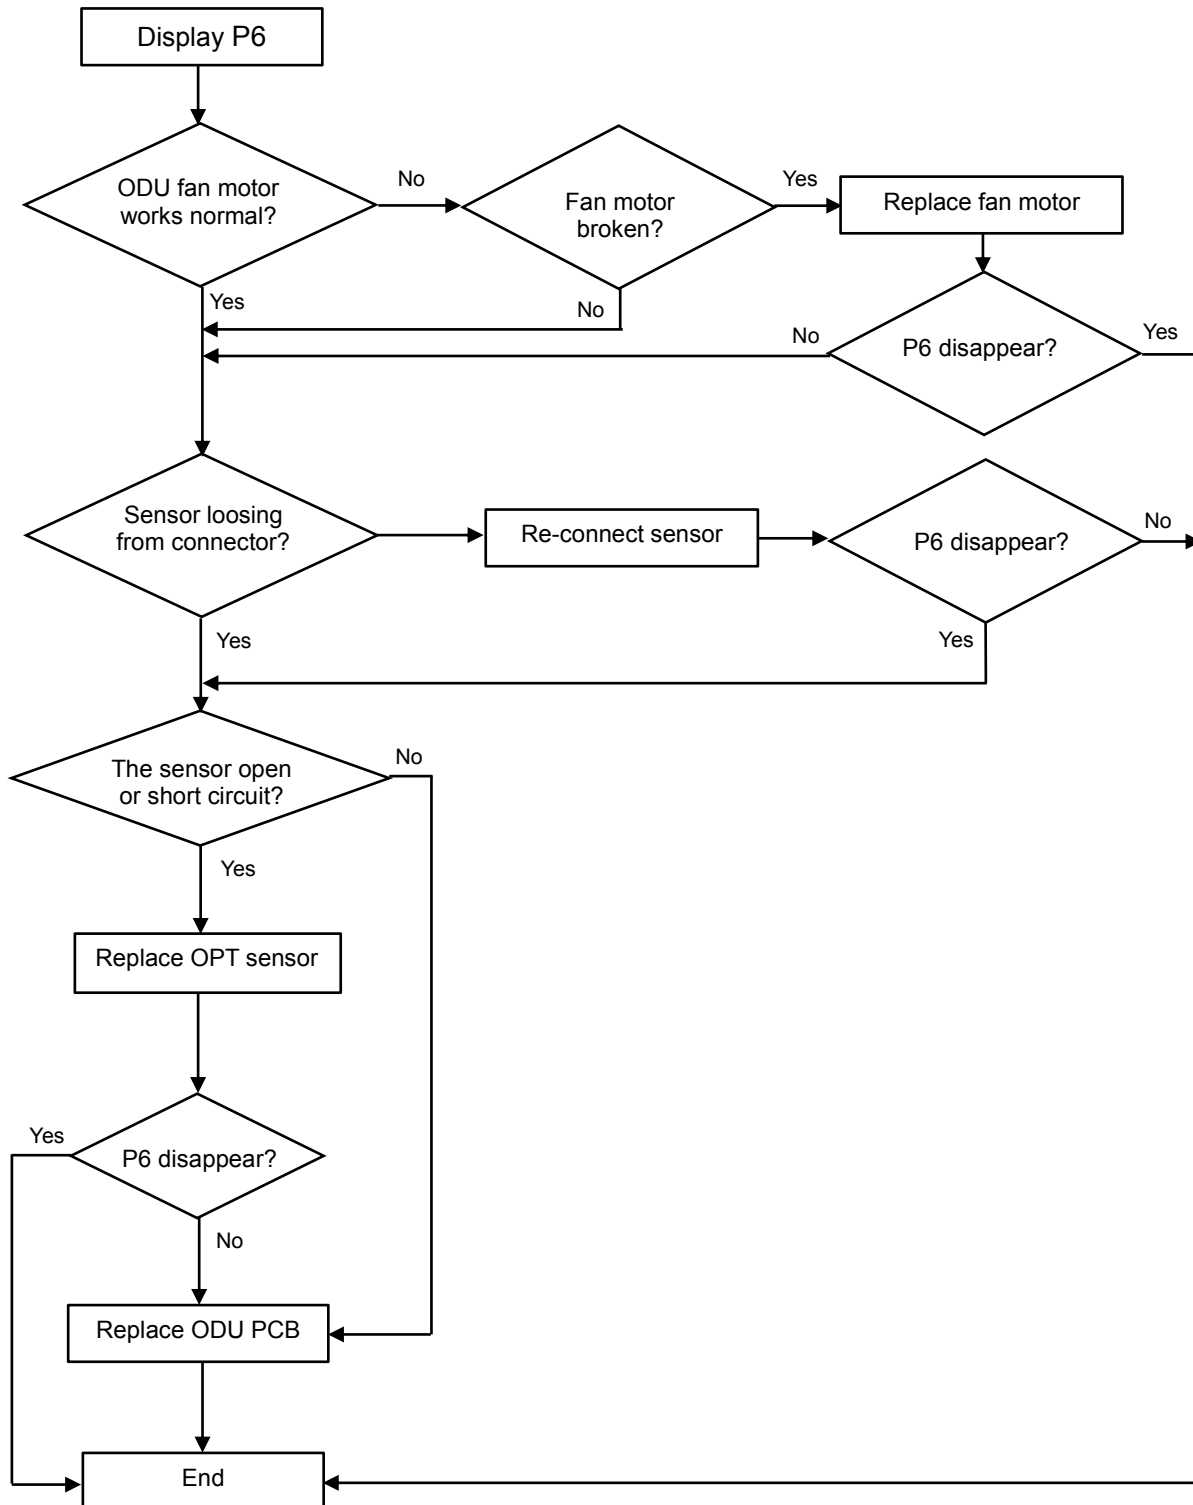 Display P6
ODU fan motor
works normal?
No
Fan motor
broken?
Yes
Replace fan motor
Yes
No
No
P6 disappear?
Yes
Sensor loosing
from connector?
Re-connect sensor
P6 disappear?
No
Yes
Yes
The sensor open
or short circuit?
No
Yes
Replace OPT sensor
Yes
P6 disappear?
No
Replace ODU PCB
End